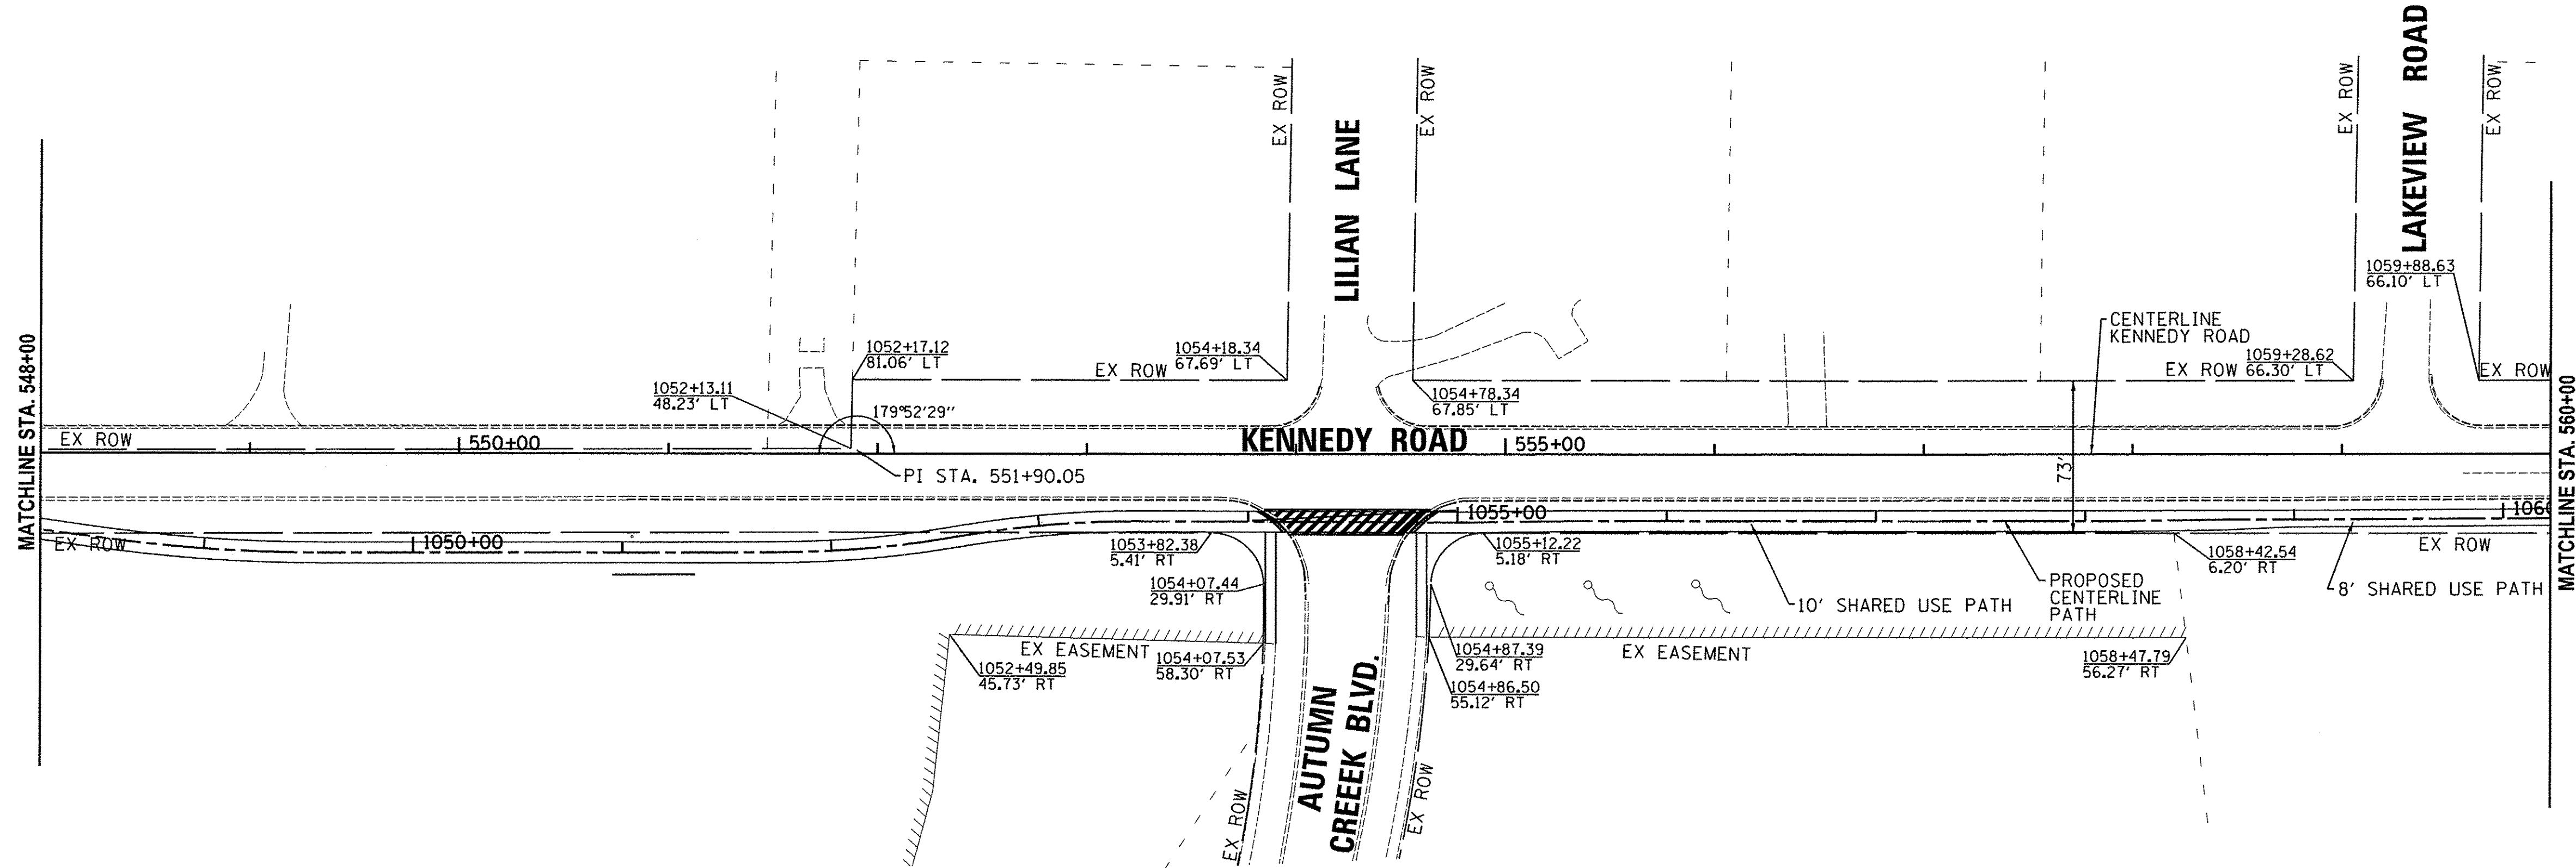 LAKEVIEW ROAD
EX ROW
EX ROW
EX ROW
EX ROW
LILIAN LANE
1059+88.63
66.10' LT
CENTERLINE
KENNEDY ROAD
1052+17.12
81.06' LT
1054+18.34
67.69' LT
EX ROW
EX ROW
1059+28.62
66.30' LT
EX ROW
1052+13.11
48.23' LT
179°52'29"
1054+78.34
67.85' LT
MATCHLINE STA. 548+00
MATCHLINE STA. 560+00
EX ROW
550+00
KENNEDY ROAD
555+00
73'
PI STA. 551+90.05
1055+00
1060
EX ROW
1050+00
1053+82.38
5.41' RT
1055+12.22
5.18' RT
1058+42.54
6.20' RT
EX ROW
1054+07.44
29.91' RT
10' SHARED USE PATH
PROPOSED
CENTERLINE
PATH
8' SHARED USE PATH
EX EASEMENT
1052+49.85
45.73' RT
1054+07.53
58.30' RT
1054+87.39
29.64' RT
1054+86.50
55.12' RT
EX EASEMENT
1058+47.79
56.27' RT
AUTUMN
CREEEK BLVD.
EX ROW
EX ROW